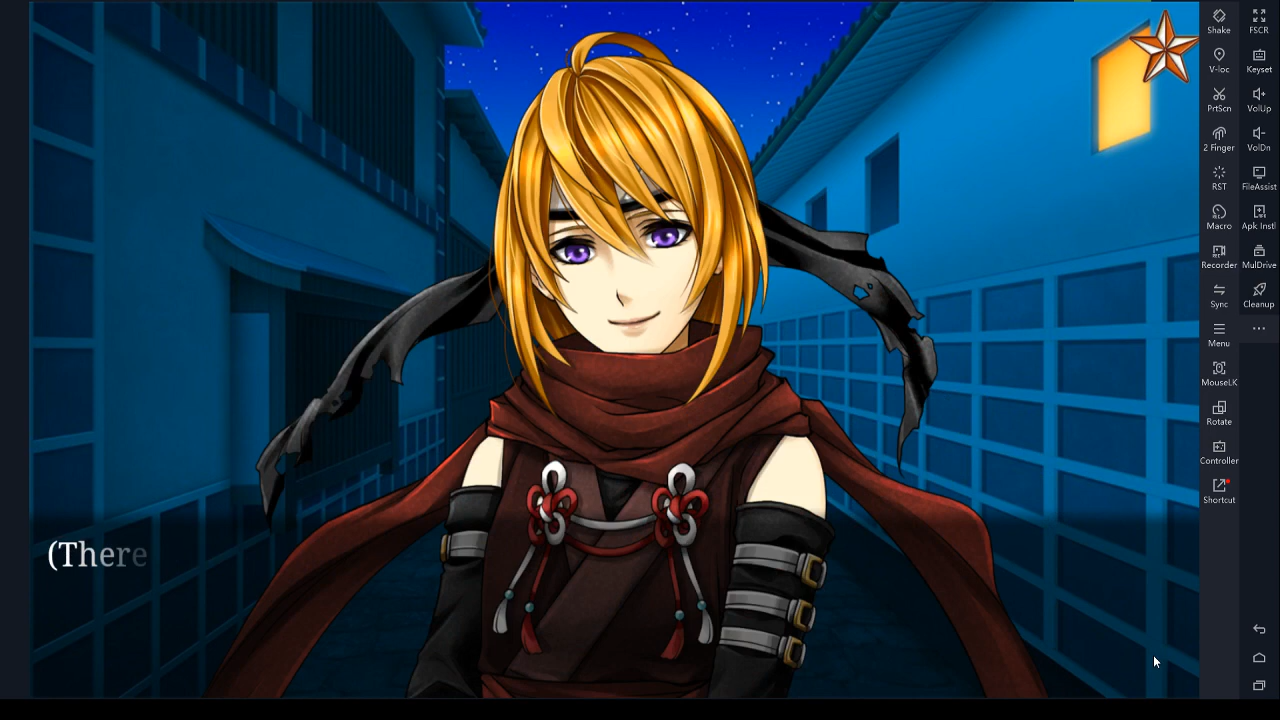 (There
Shake
FSCR
V-loc
Keyset
PrtScn
VolUp
2 Finger
VolDn
RST
FileAssist
Macro
Apk Inst
Recorder
MulDrive
Sync
Cleanup
Menu
MouseLK
Rotate
Controller
Shortcut